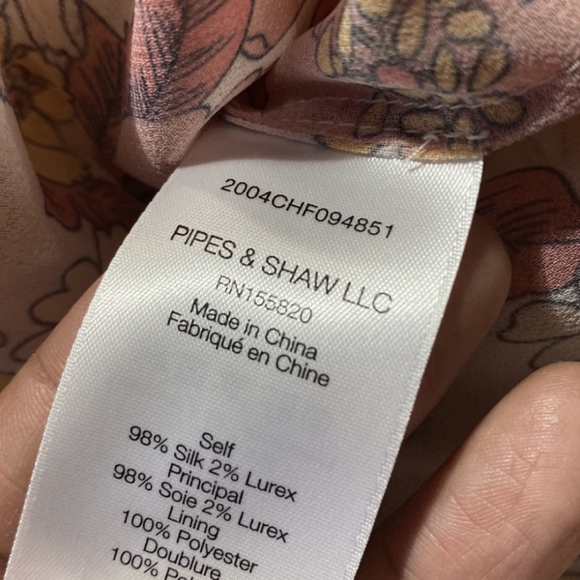 2004CHF094851
PIPES & SHAW LLC
RN155820
Made in China
Fabriqué en Chine
Self
98% Silk 2% Lurex
Principal
98% Soie 2% Lurex
Lining
100% Polyester
Doublure
100%